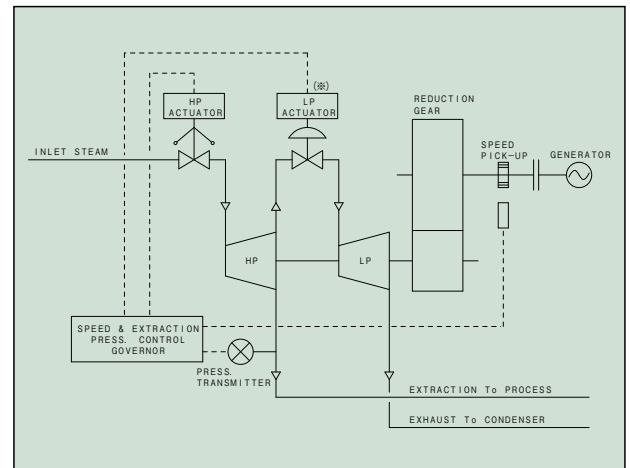 (※)
HP
ACTUATOR
LP
ACTUATOR
REDUCTION
GEAR
SPEED
PICK-UP
GENERATOR
INLET STEAM
HP
LP
SPEED & EXTRACTION
PRESS. CONTROL
GOVERNOR
PRESS.
TRANSMITTER
EXTRACTION To PROCESS
EXHAUST To CONDENSER